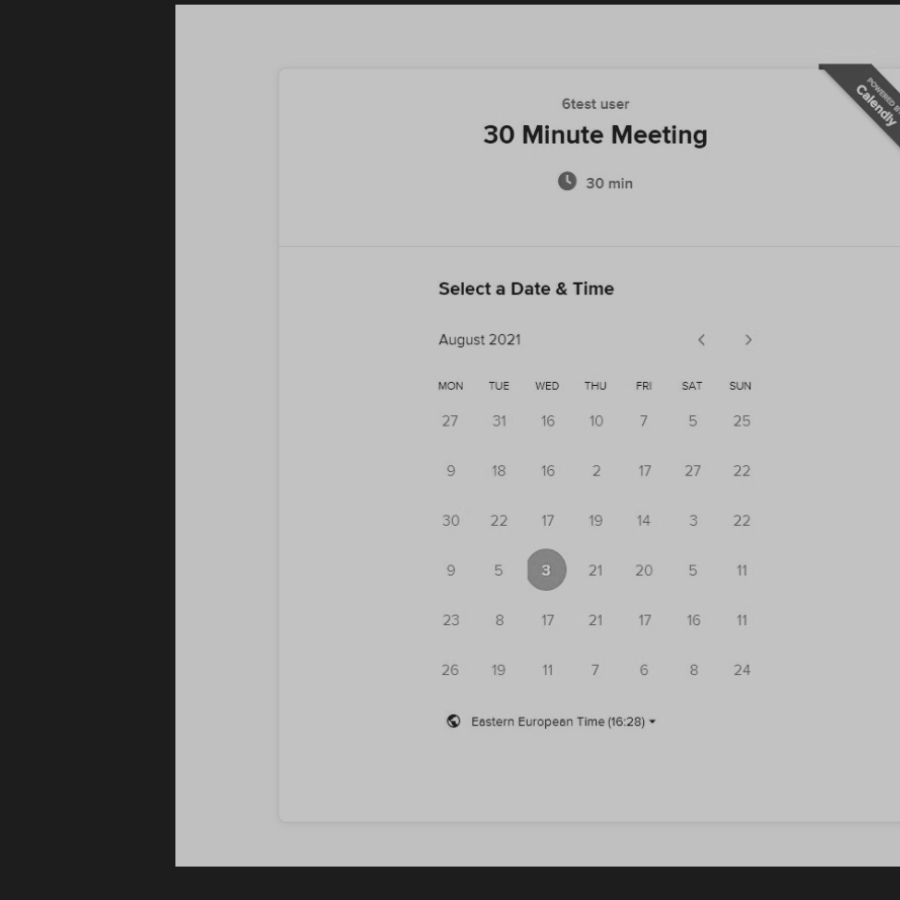 POWERED BY
Calendly
6test user
30 Minute Meeting
30 min
Select a Date & Time
August 2021
MON TUE WED THU FRI SAT SUN
27 31 16 10 7 5 25
9 18 16 2 17 27 22
30 22 17 19 14 3 22
9 5 3 21 20 5 11
23 8 17 21 17 16 11
26 19 11 7 6 8 24
Eastern European Time (16:28)